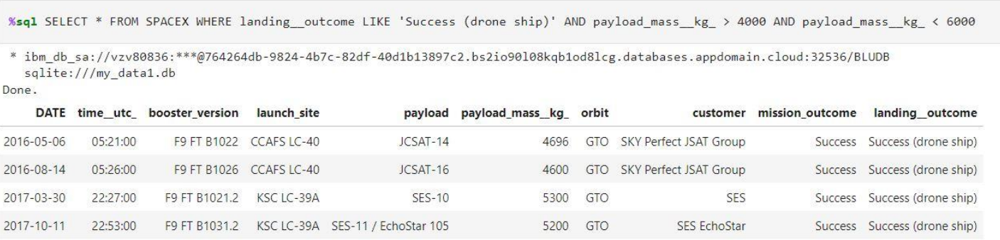 %sql SELECT * FROM SPACEX WHERE landing__outcome LIKE 'Success (drone ship)' AND payload_mass__kg_ > 4000 AND payload_mass__kg_ < 6000
* ibm_db_sa://vzv80836:***@764264db-9824-4b7c-82df-40d1b13897c2.bs2io90l08kqb1od8lcg.databases.appdomain.cloud:32536/BLUDB
sqlite:///my_data1.db
Done.
DATE time__utc_ booster_version launch_site payload payload_mass__kg_ orbit customer mission_outcome landing__outcome
2016-05-06 05:21:00 F9 FT B1022 CCAFS LC-40 JCSAT-14 4696 GTO SKY Perfect JSAT Group Success Success (drone ship)
2016-08-14 05:26:00 F9 FT B1026 CCAFS LC-40 JCSAT-16 4600 GTO SKY Perfect JSAT Group Success Success (drone ship)
2017-03-30 22:27:00 F9 FT B1021.2 KSC LC-39A SES-10 5300 GTO SES Success Success (drone ship)
2017-10-11 22:53:00 F9 FT B1031.2 KSC LC-39A SES-11 / EchoStar 105 5200 GTO SES EchoStar Success Success (drone ship)